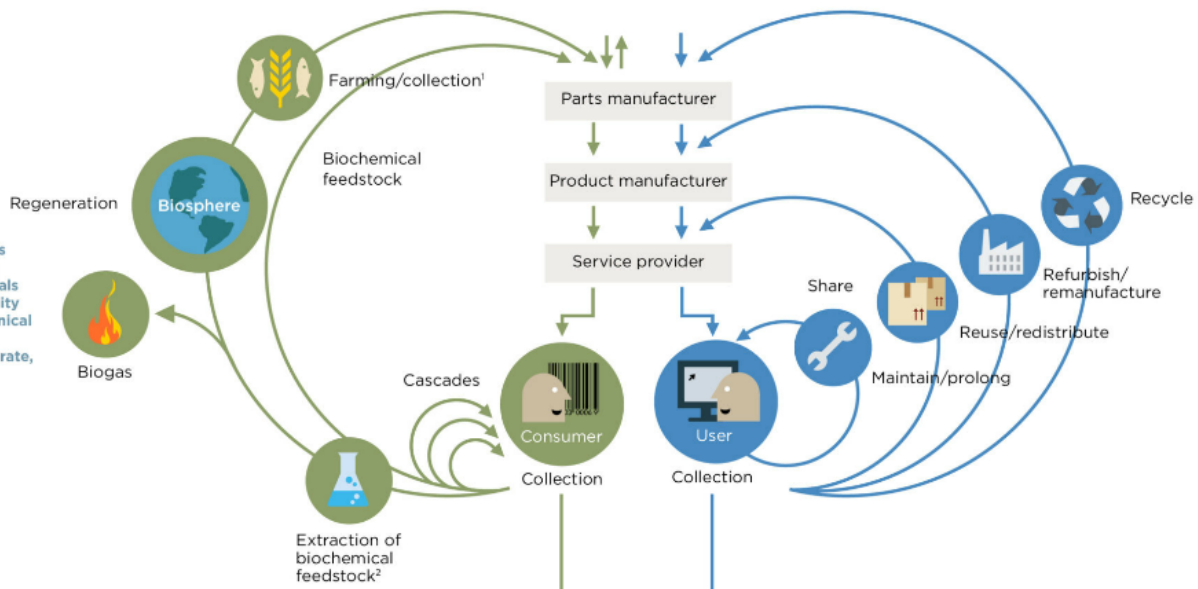 Farming/collection¹
Parts manufacturer
Biochemical
feedstock
Product manufacturer
Regeneration
Biosphere
Recycle
Service provider
Share
Refurbish/
remanufacture
Reuse/redistribute
Biogas
Cascades
Maintain/prolong
Consumer
User
Collection
Collection
Extraction of
biochemical
feedstock²